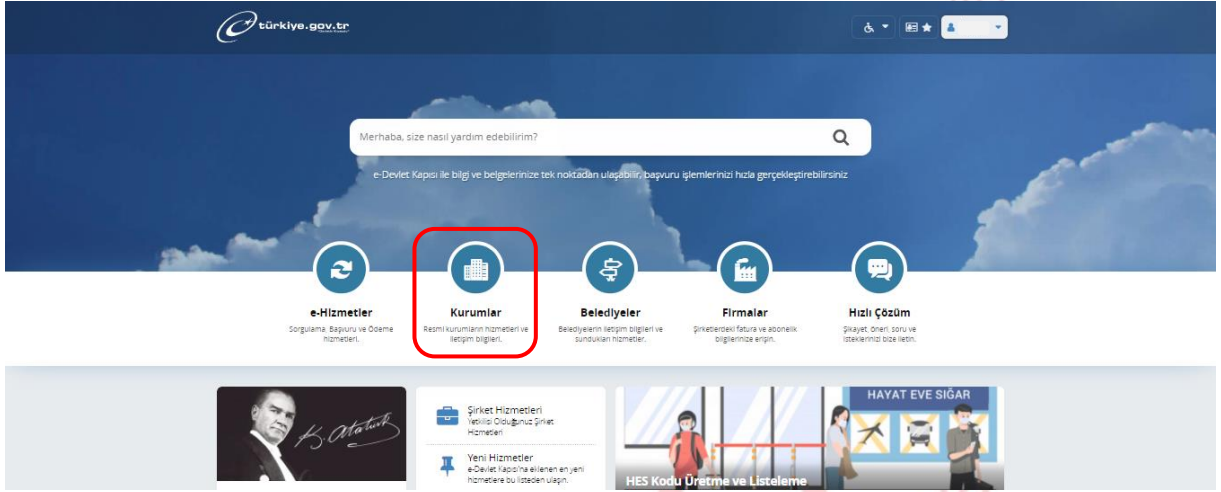 türkiye.gov.tr
Merhaba, size nasıl yardım edebilirim?
e-Devlet Kapısı ile bilgi ve belgelerinize tek noktadan ulaşabilir, başvuru işlemlerinizi hızla gerçekleştirebilirsiniz
e-Hizmetler
Sorgulama, Başvuru ve Ödeme
hizmetleri.
Kurumlar
Resmi kurumların hizmetleri ve
iletişim bilgileri.
Belediyeler
Belediyelerin iletişim bilgileri ve
sundukları hizmetler.
Firmalar
Şirketlerdeki fatura ve abonelik
bilgilerinize erişin.
Hızlı Çözüm
Şikayet, öneri, soru ve
isteklerinizi bize iletin.
K. Atatürk
Şirket Hizmetleri
Yetkilisi Olduğunuz Şirket
Hizmetleri
Yeni Hizmetler
e-Devlet Kapısı'na eklenen en yeni
hizmetlere bu listeden ulaşın.
HAYAT EVE SIĞAR
HES Kodu Üretme ve Listeleme